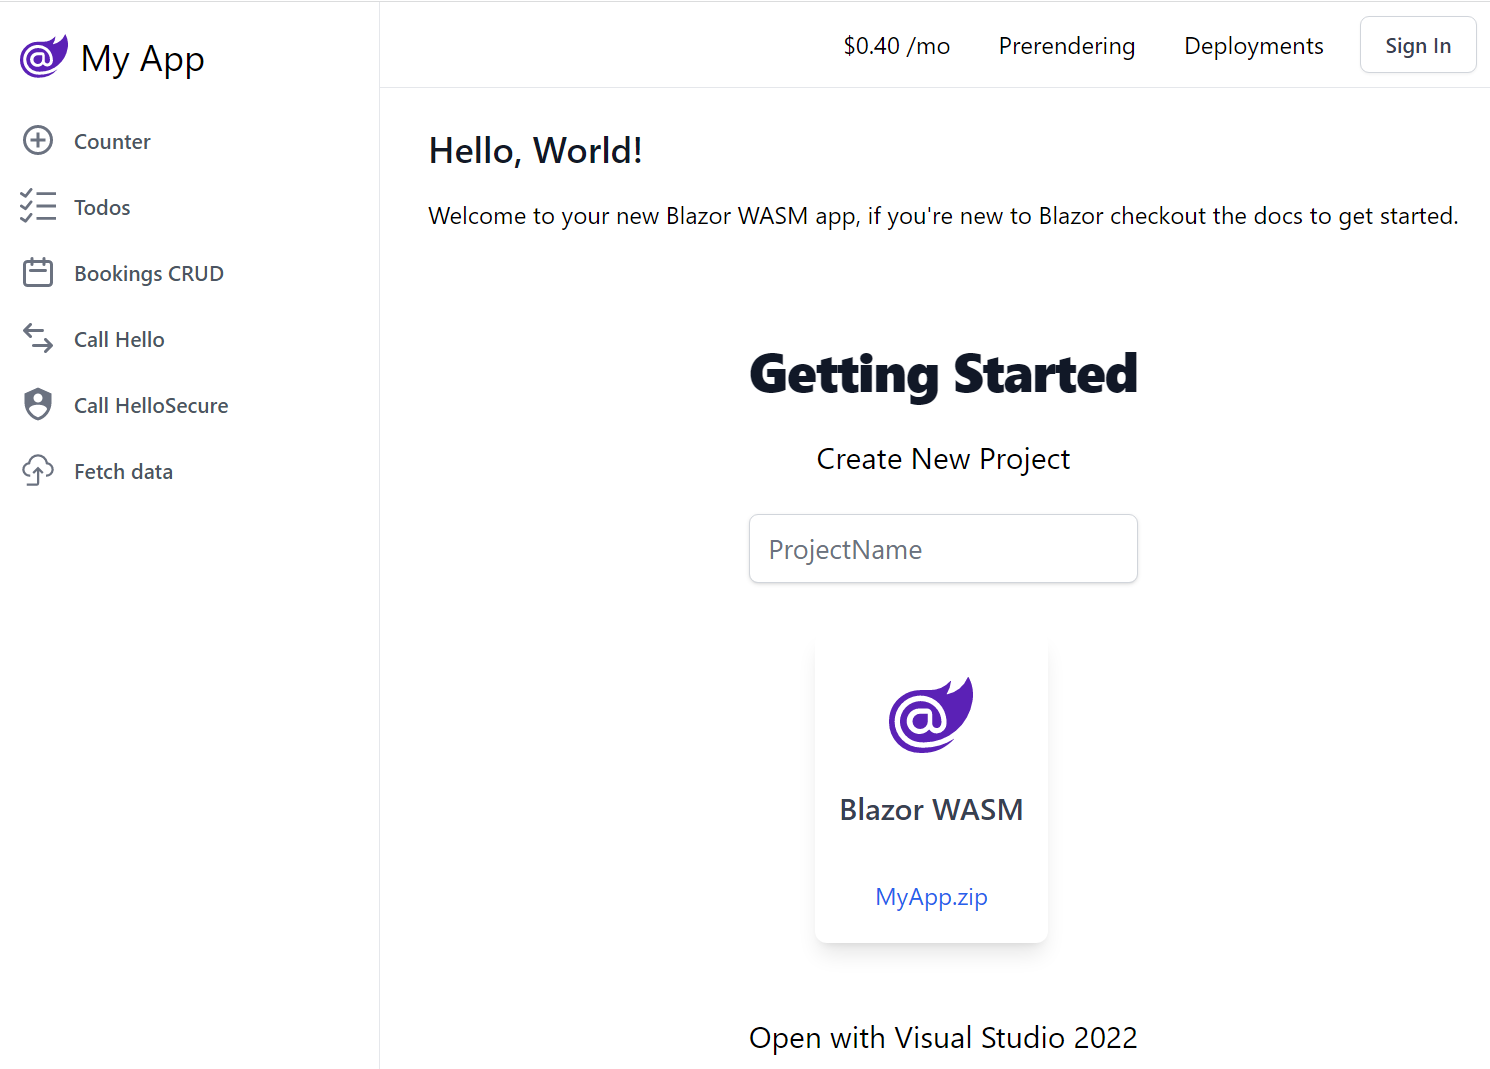 My App
Counter
Todos
Bookings CRUD
Call Hello
Call HelloSecure
Fetch data
$0.40 /mo
Prerendering
Deployments
Sign In
Hello, World!
Welcome to your new Blazor WASM app, if you're new to Blazor checkout the docs to get started.
Getting Started
Create New Project
ProjectName
Blazor WASM
MyApp.zip
Open with Visual Studio 2022